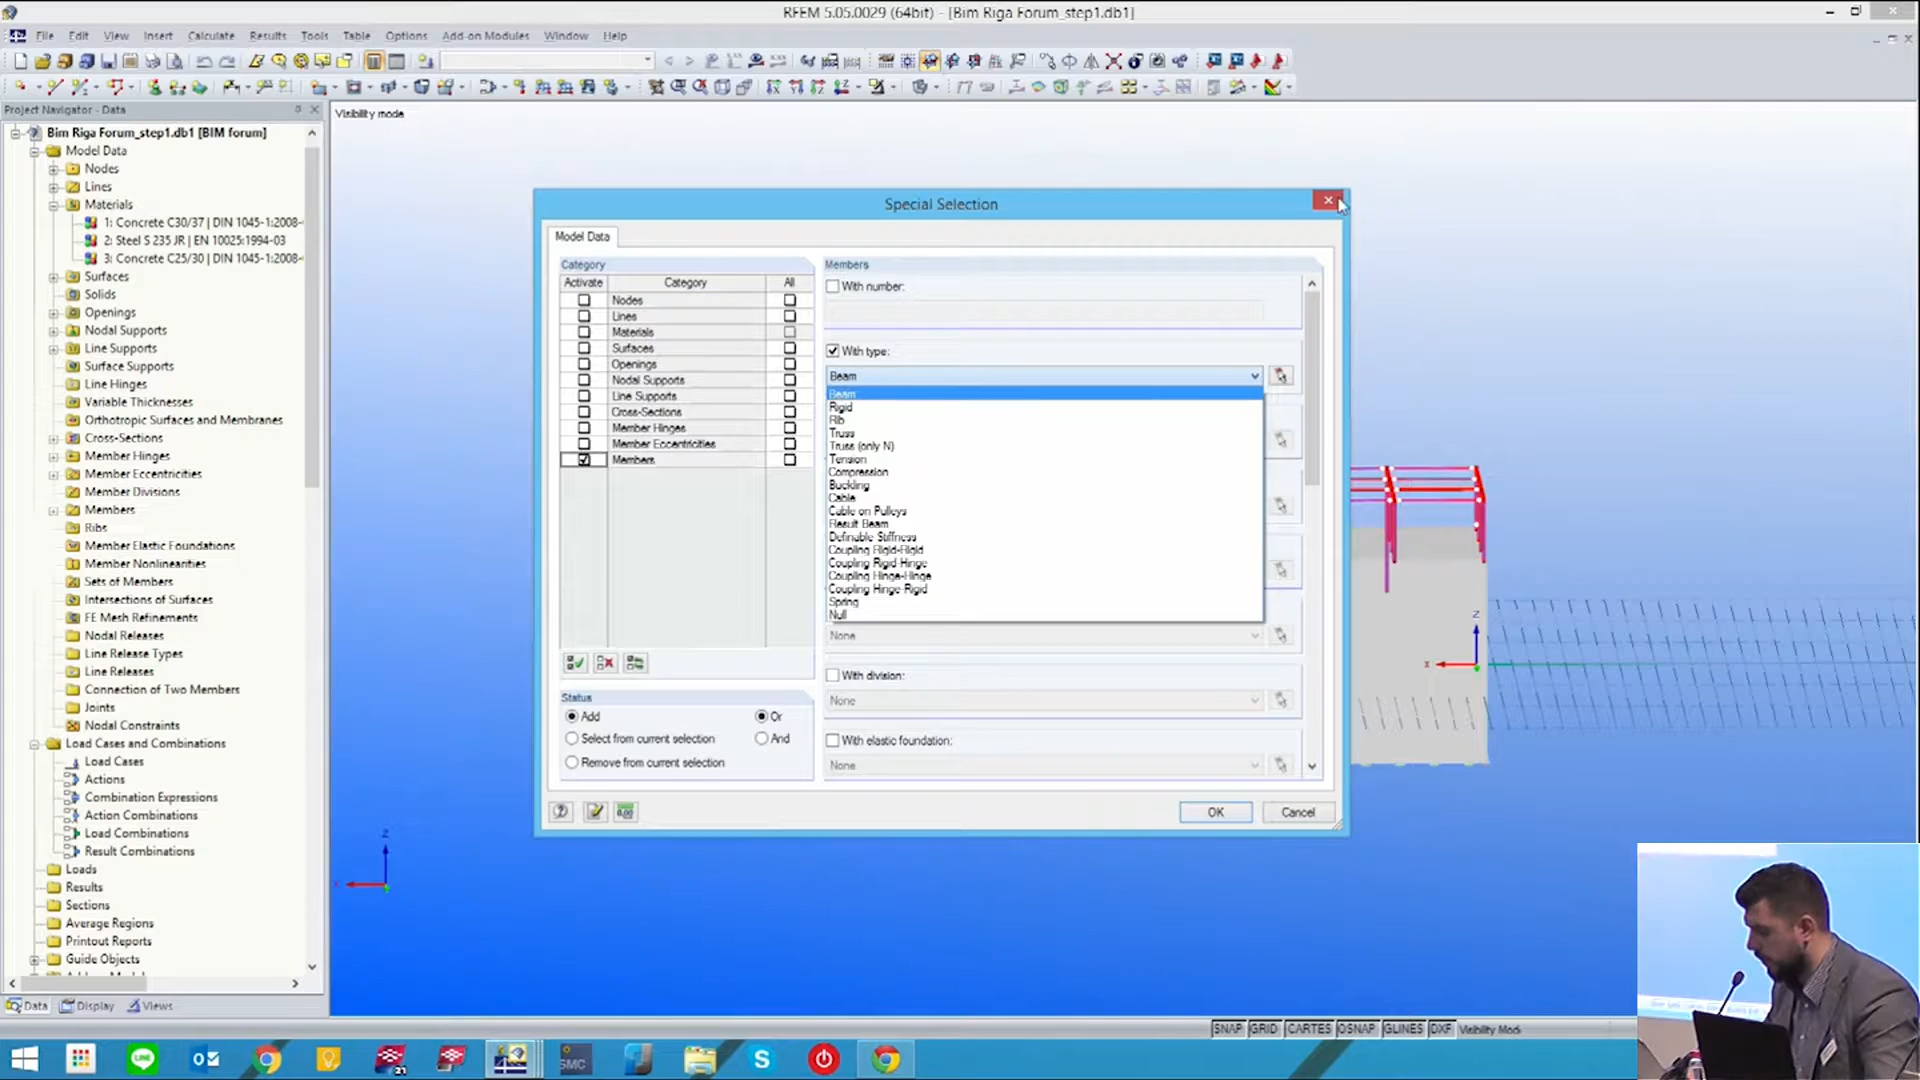 RFEM 5.05.0029 (64bit) - [Bim Riga Forum_step1.db1]
File Edit View Insert Calculate Results Tools Table Options Add-on Modules Window Help
Project Navigator - Data
Bim Riga Forum_step1.db1 [BIM forum]
Model Data
Nodes
Lines
Materials
1: Concrete C30/37 | DIN 1045-1:2008-
2: Steel S 235 JR | EN 10025:1994-03
3: Concrete C25/30 | DIN 1045-1:2008-
Surfaces
Solids
Openings
Nodal Supports
Line Supports
Surface Supports
Line Hinges
Variable Thicknesses
Orthotropic Surfaces and Membranes
Cross-Sections
Member Hinges
Member Eccentricities
Member Divisions
Members
Ribs
Member Elastic Foundations
Member Nonlinearities
Sets of Members
Intersections of Surfaces
FE Mesh Refinements
Nodal Releases
Line Release Types
Line Releases
Connection of Two Members
Joints
Nodal Constraints
Load Cases and Combinations
Load Cases
Actions
Combination Expressions
Action Combinations
Load Combinations
Result Combinations
Loads
Results
Sections
Average Regions
Printout Reports
Guide Objects
Data Display Views
Visibility mode
Special Selection
Model Data
Category
Activate Category All
Nodes
Lines
Materials
Surfaces
Openings
Nodal Supports
Line Supports
Cross-Sections
Member Hinges
Member Eccentricities
Members
Status
Add Or
Select from current selection And
Remove from current selection
Members
With number:
With type:
Beam
Beam
Rigid
Rib
Truss
Truss (only N)
Tension
Compression
Buckling
Cable
Cable on Pulleys
Result Beam
Definable Stiffness
Coupling Rigid-Rigid
Coupling Rigid-Hinge
Coupling Hinge-Hinge
Coupling Hinge-Rigid
Spring
Null
None
With division:
None
With elastic foundation:
None
OK Cancel
0.00
Z
X
Z
SNAP GRID CARTES OSNAP GLINES DXF Visibility Mod
21
SMC